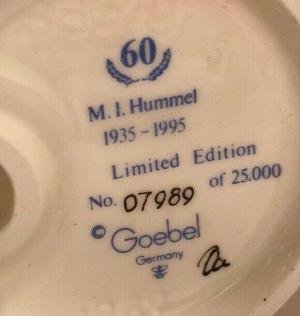 60
M. I. Hummel
1935 - 1995
Limited Edition
No. 07989 of 25.000
© Goebel
Germany